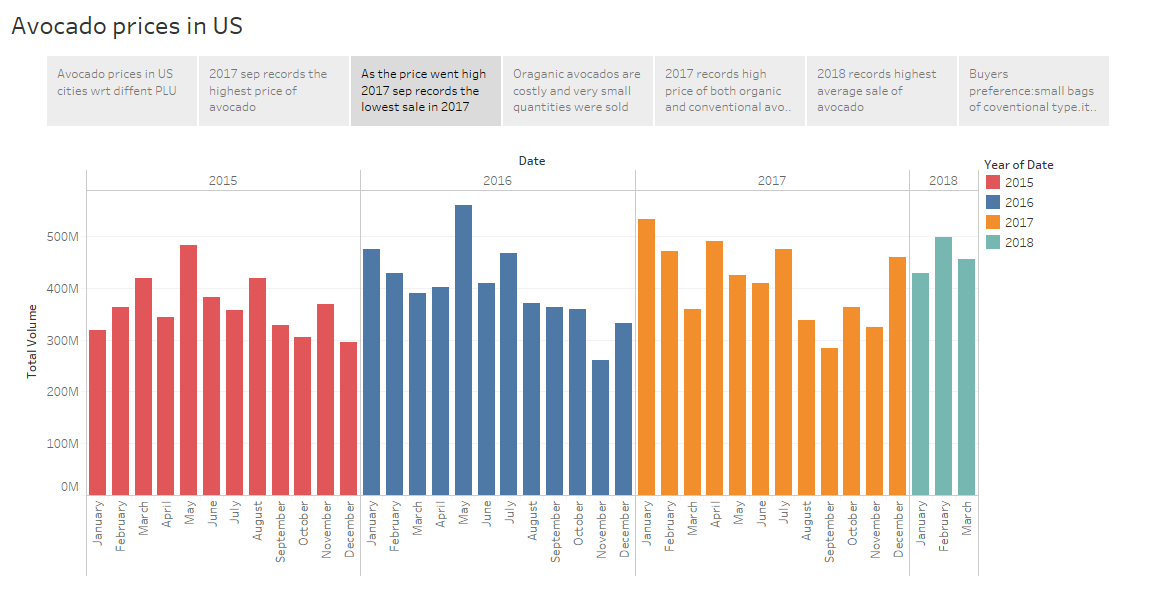 Avocado prices in US
Avocado prices in US
cities wrt diffent PLU
2017 sep records the
highest price of
avocado
As the price went high
2017 sep records the
lowest sale in 2017
Oraganic avocados are
costly and very small
quantities were sold
2017 records high
price of both organic
and conventional avo..
2018 records highest
average sale of
avocado
Buyers
preference:small bags
of coventional type.it..
Date
2015
2016
2017
2018
Year of Date
2015
2016
2017
2018
Total Volume
500M
400M
300M
200M
100M
0M
January
February
March
April
May
June
July
August
September
October
November
December
January
February
March
April
May
June
July
August
September
October
November
December
January
February
March
April
May
June
July
August
September
October
November
December
January
February
March